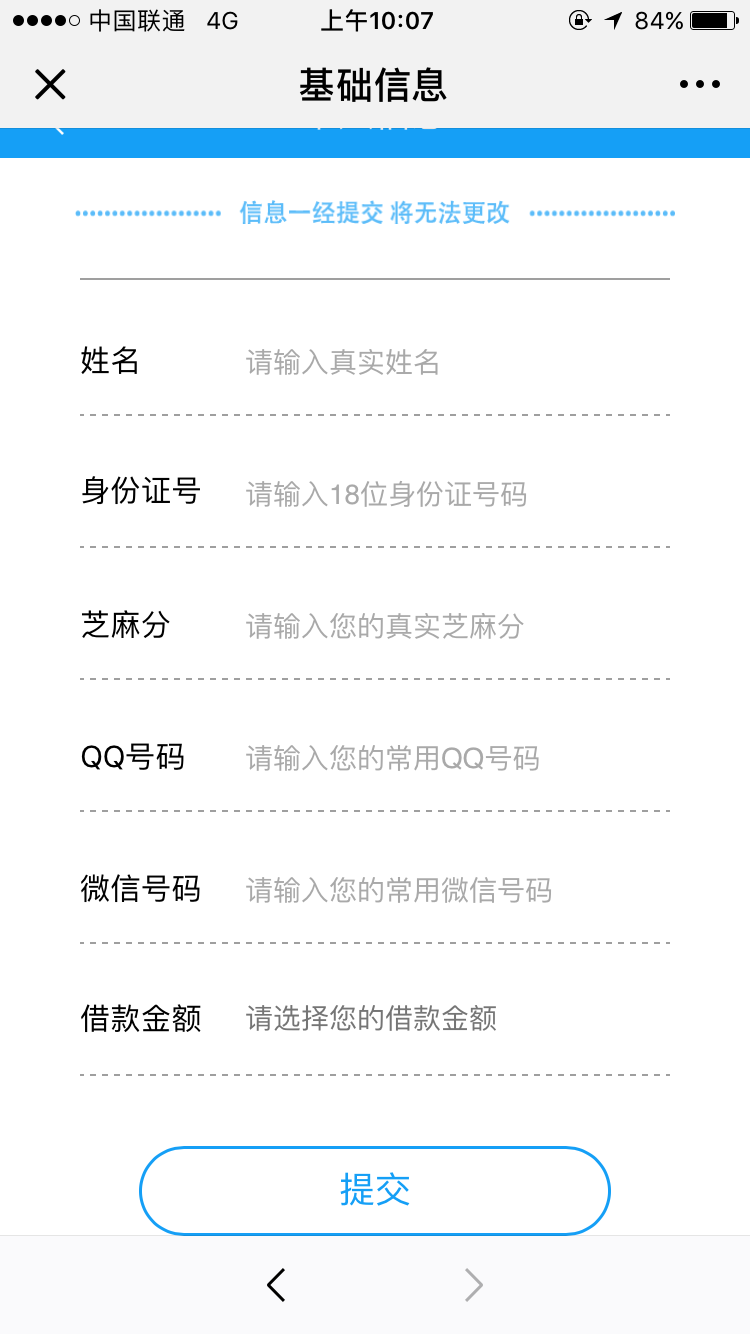 中国联通 4G 上午10:07 84%
基础信息
信息一经提交 将无法更改
姓名 请输入真实姓名
身份证号 请输入18位身份证号码
芝麻分 请输入您的真实芝麻分
QQ号码 请输入您的常用QQ号码
微信号码 请输入您的常用微信号码
借款金额 请选择您的借款金额
提交